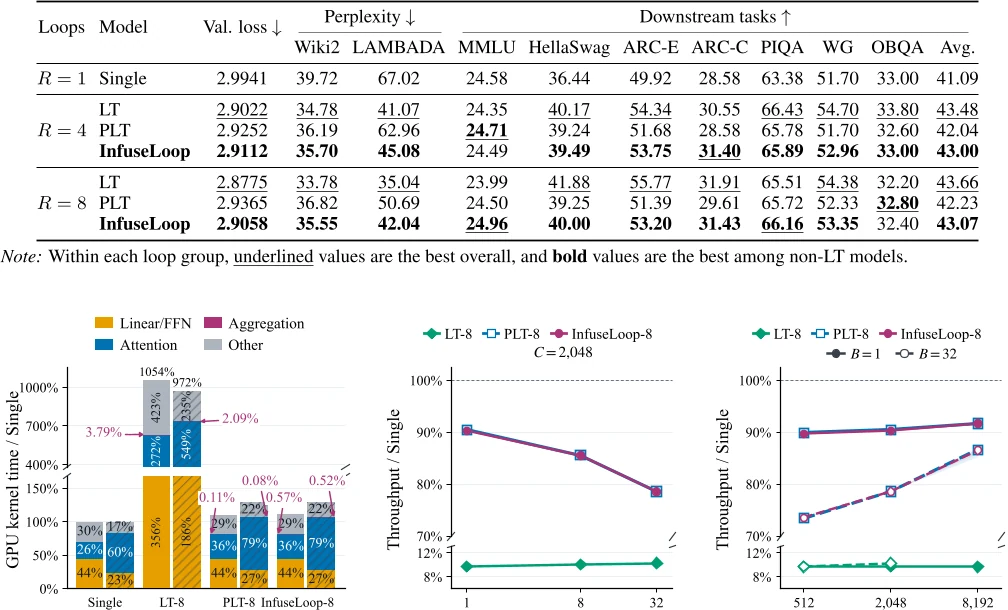 Loops Model Val. loss ↓ Perplexity ↓ Downstream tasks ↑
Wiki2 LAMBADA MMLU HellaSwag ARC-E ARC-C PIQA WG OBQA Avg.
R = 1 Single 2.9941 39.72 67.02 24.58 36.44 49.92 28.58 63.38 51.70 33.00 41.09
LT 2.9022 34.78 41.07 24.35 40.17 54.34 30.55 66.43 54.70 33.80 43.48
R = 4 PLT 2.9252 36.19 62.96 24.71 39.24 51.68 28.58 65.78 51.70 32.60 42.04
InfuseLoop 2.9112 35.70 45.08 24.49 39.49 53.75 31.40 65.89 52.96 33.00 43.00
LT 2.8775 33.78 35.04 23.99 41.88 55.77 31.91 65.51 54.38 32.20 43.66
R = 8 PLT 2.9365 36.82 50.69 24.50 39.25 51.39 29.61 65.72 52.33 32.80 42.23
InfuseLoop 2.9058 35.55 42.04 24.96 40.00 53.20 31.43 66.16 53.35 32.40 43.07
Note: Within each loop group, underlined values are the best overall, and bold values are the best among non-LT models.
Linear/FFN Aggregation
Attention Other
GPU kernel time / Single
1000%
700%
400%
150%
100%
50%
0%
30% 26% 44%
17% 60% 23%
1054% 423% 272% 356%
972% 235% 549% 186%
3.79% 2.09%
29% 36% 44%
22% 79% 27%
0.11% 0.08%
29% 36% 44%
22% 79% 27%
0.57% 0.52%
Single LT-8 PLT-8 InfuseLoop-8
LT-8 PLT-8 InfuseLoop-8
C = 2,048
Throughput / Single
100%
90%
80%
70%
12%
8%
1 8 32
LT-8 PLT-8 InfuseLoop-8
B = 1 B = 32
Throughput / Single
100%
90%
80%
70%
12%
8%
512 2,048 8,192